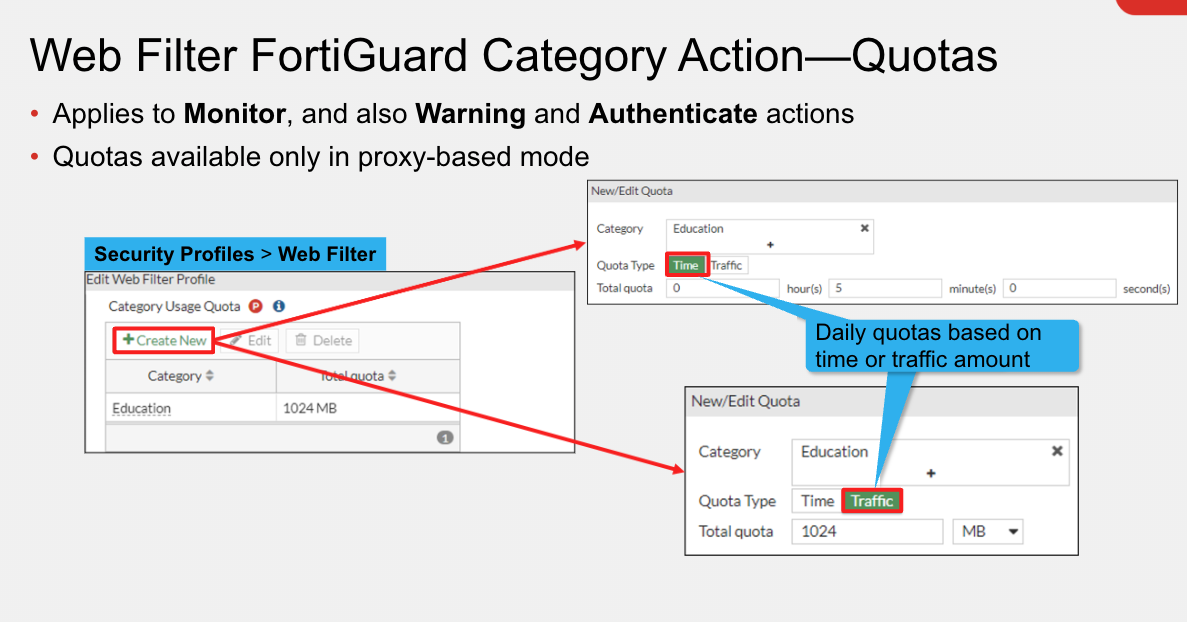 Web Filter FortiGuard Category Action—Quotas
• Applies to Monitor, and also Warning and Authenticate actions
• Quotas available only in proxy-based mode
Security Profiles > Web Filter
Edit Web Filter Profile
Category Usage Quota P i
+Create New Edit Delete
Category Total quota
Education 1024 MB
1
New/Edit Quota
Category Education ×
+
Quota Type Time Traffic
Total quota 0 hour(s) 5 minute(s) 0 second(s)
Daily quotas based on
time or traffic amount
New/Edit Quota
Category Education ×
+
Quota Type Time Traffic
Total quota 1024 MB